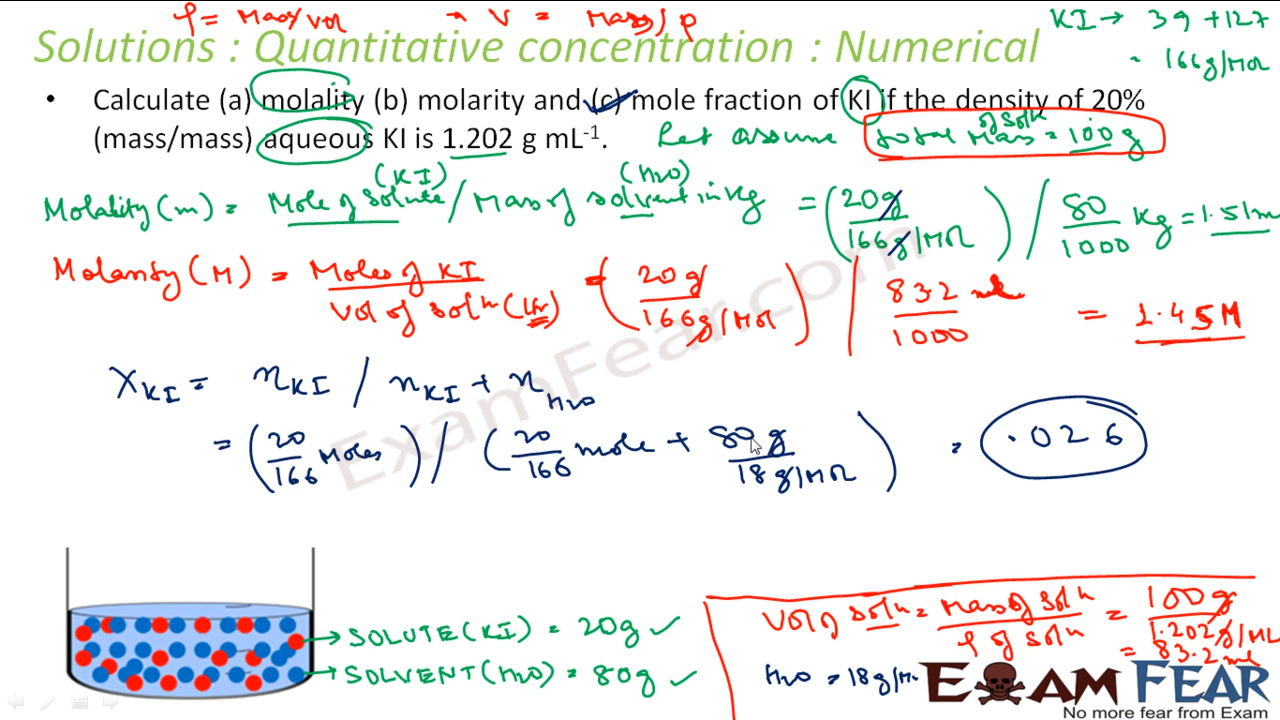 ρ = Mass/vol → V = Mass/ρ
KI → 39 + 127
= 166g/Mol
Solutions : Quantitative concentration : Numerical
• Calculate (a) molality (b) molarity and (c) mole fraction of KI if the density of 20%
(mass/mass) aqueous KI is 1.202 g mL-1.
Let assume total Mass of soln = 100 g
Molality (m) = Mole of solute (KI) / Mass of solvent (H2O) in Kg = (20g / 166g/Mol) / 80/1000 Kg = 1.51m
Molarity (M) = Moles of KI / Vol of soln (Ltr) = (20g / 166g/Mol) / 83.2 ml / 1000 = 1.45M
XKI = nKI / nKI + nH2O
= (20/166 Moles) / (20/166 mole + 80g / 18g/Mol) = .026
SOLUTE (KI) = 20g ✓
SOLVENT (H2O) = 80g ✓
Vol of soln = Mass of soln / ρ of soln = 100g / 1.202g/ML
= 83.2 ml
H2O = 18g/M
EXAM FEAR
No more fear from Exam
ExamFear.com